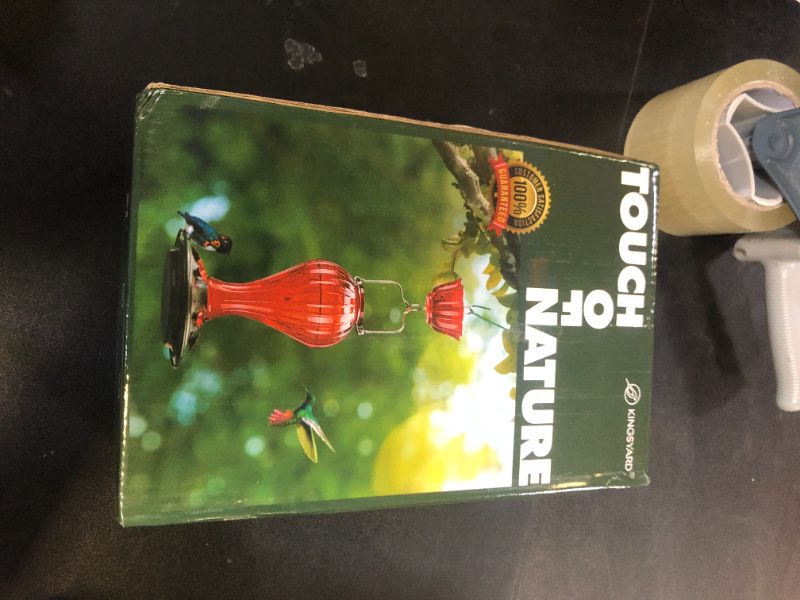 TOUCH
OF
NATURE
KINGSYARD®
CUSTOMER SATISFACTION
100%
GUARANTEED